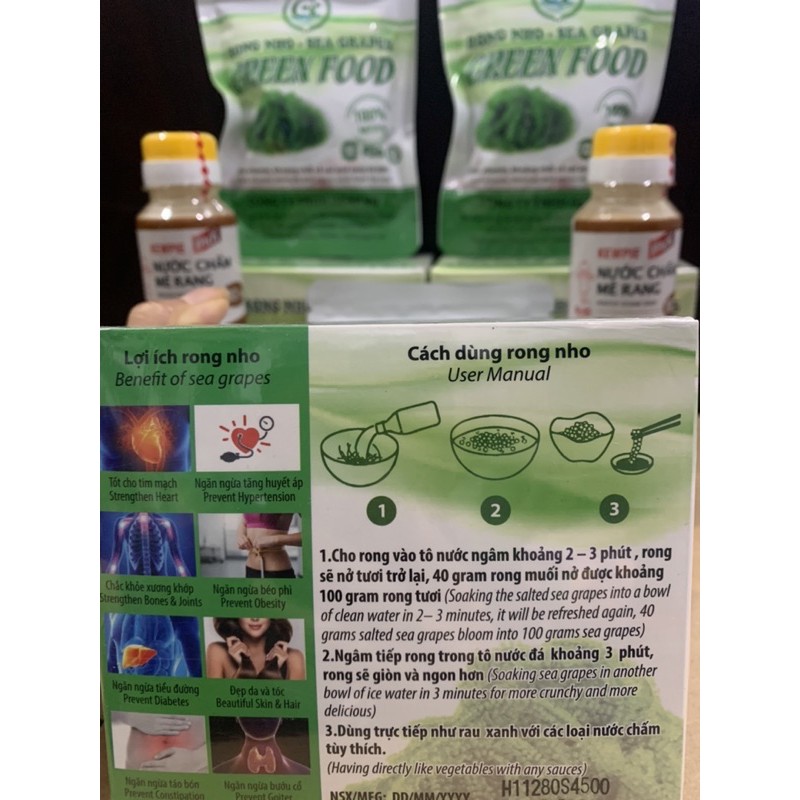 RONG NHO - SEA GRAPES
GREEN FOOD
100%
GREEN FOOD
KEWPIE
NƯỚC CHẤM
MÈ RANG
KEWPIE
NƯỚC CHẤM
MÈ RANG
Lợi ích rong nho
Benefit of sea grapes
Tốt cho tim mạch
Strengthen Heart
Ngăn ngừa tăng huyết áp
Prevent Hypertension
Chắc khỏe xương khớp
Strengthen Bones & Joints
Ngăn ngừa béo phì
Prevent Obesity
Ngăn ngừa tiểu đường
Prevent Diabetes
Đẹp da và tóc
Beautiful Skin & Hair
Ngăn ngừa táo bón
Prevent Constipation
Ngăn ngừa bướu cổ
Prevent Goiter
Cách dùng rong nho
User Manual
1
2
3
1.Cho rong vào tô nước ngâm khoảng 2 – 3 phút , rong
sẽ nở tươi trở lại, 40 gram rong muối nở được khoảng
100 gram rong tươi (Soaking the salted sea grapes into a bowl
of clean water in 2– 3 minutes, it will be refreshed again, 40
grams salted sea grapes bloom into 100 grams sea grapes)
2.Ngâm tiếp rong trong tô nước đá khoảng 3 phút,
rong sẽ giòn và ngon hơn (Soaking sea grapes in another
bowl of ice water in 3 minutes for more crunchy and more
delicious)
3.Dùng trực tiếp như rau xanh với các loại nước chấm
tùy thích.
(Having directly like vegetables with any sauces)
NSX/MFG: DD/MM/YYYY
H11280S4500